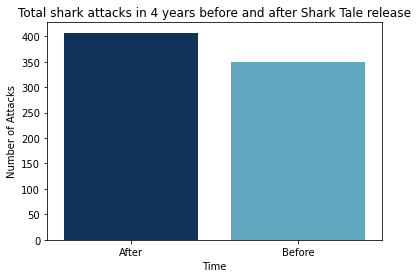 Total shark attacks in 4 years before and after Shark Tale release
400
350
300
250
200
150
100
50
0
Number of Attacks
After
Before
Time